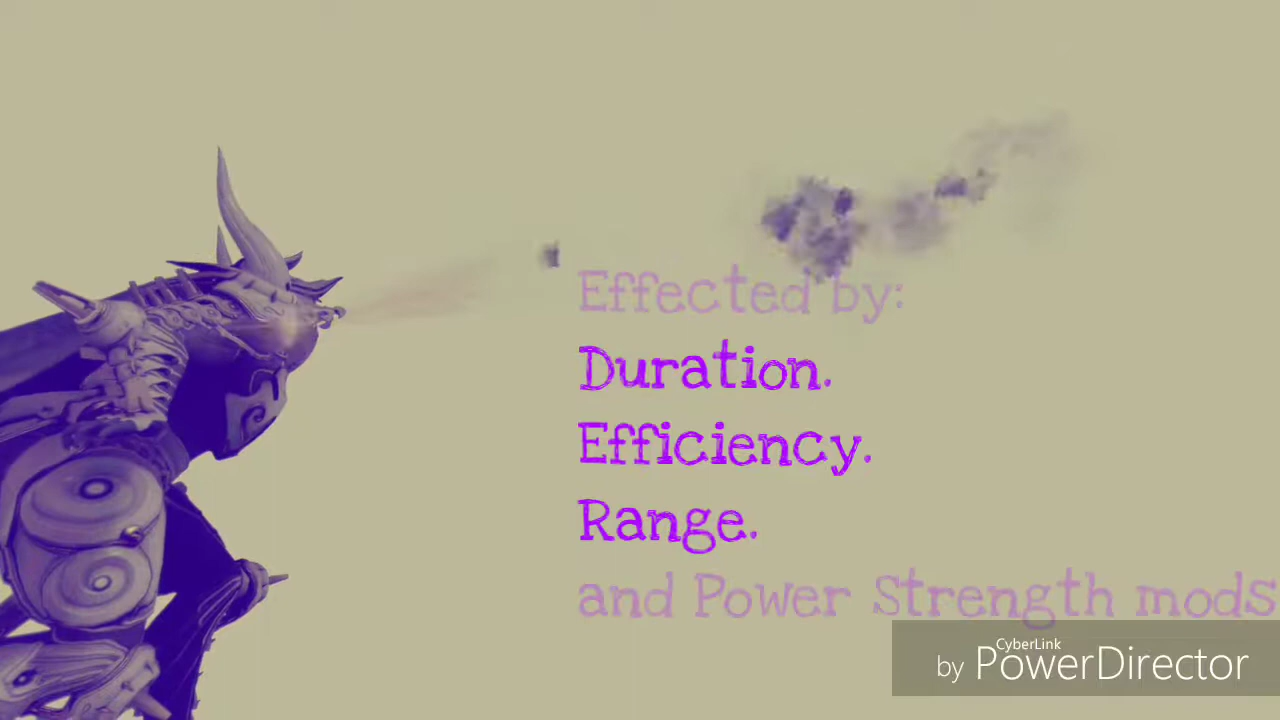 Effected by:
Duration.
Efficiency.
Range.
and Power Strength mods
CyberLink
by PowerDirector